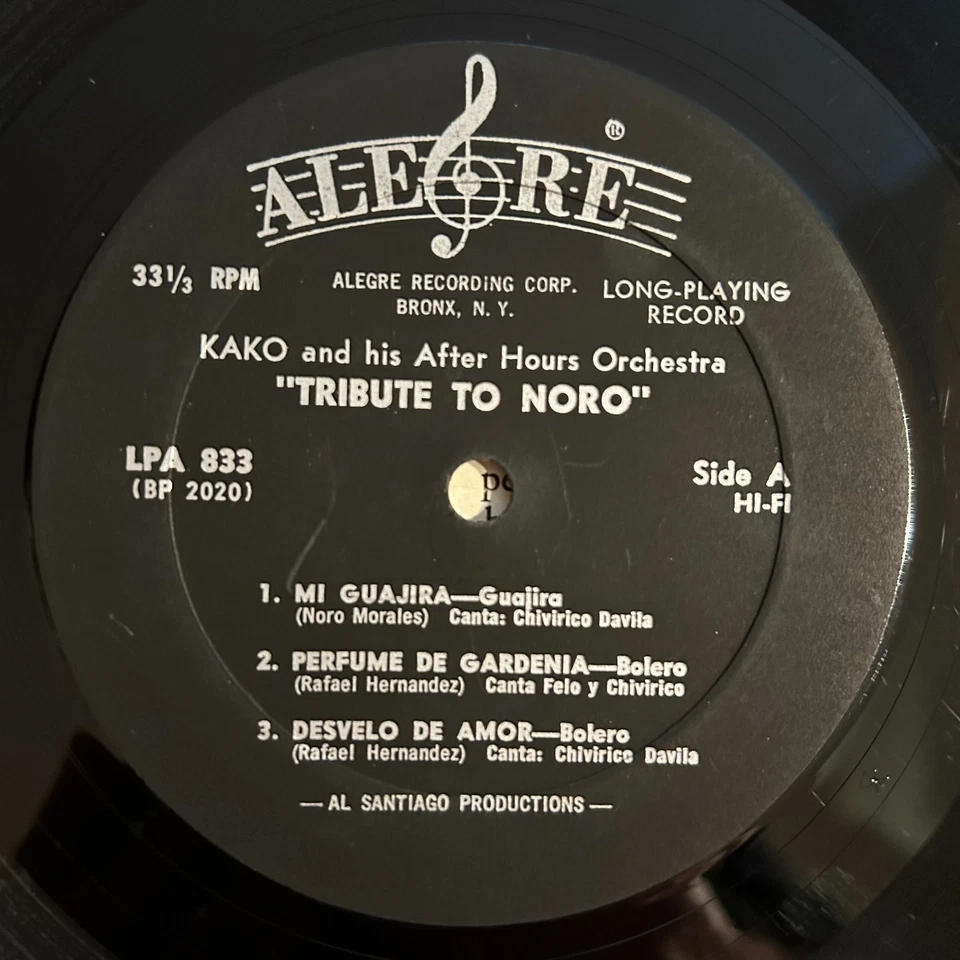 ALEGRE ®
33⅓ RPM
ALEGRE RECORDING CORP.
BRONX, N. Y.
LONG-PLAYING
RECORD
KAKO and his After Hours Orchestra
"TRIBUTE TO NORO"
LPA 833
(BP 2020)
Side A
HI-FI
1. MI GUAJIRA—Guajira
(Noro Morales) Canta: Chivirico Davila
2. PERFUME DE GARDENIA—Bolero
(Rafael Hernandez) Canta Felo y Chivirico
3. DESVELO DE AMOR—Bolero
(Rafael Hernandez) Canta: Chivirice Davila
— AL SANTIAGO PRODUCTIONS —